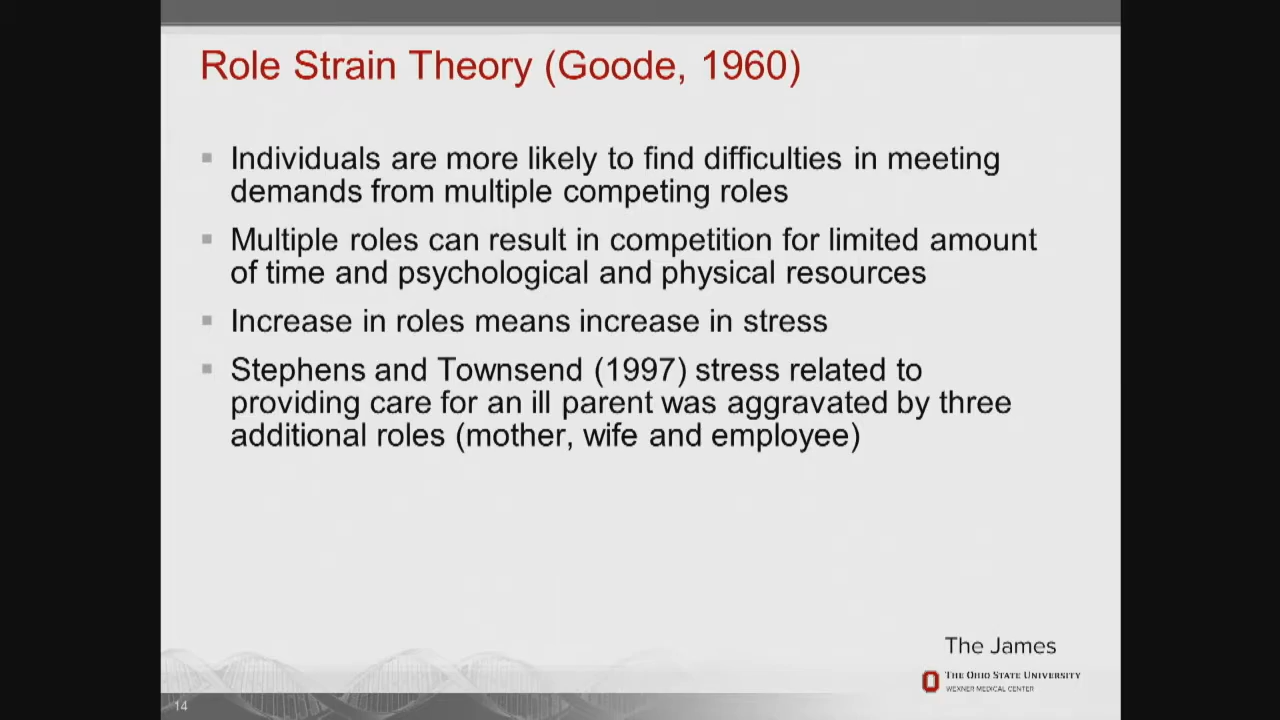 Role Strain Theory (Goode, 1960)
Individuals are more likely to find difficulties in meeting
demands from multiple competing roles
Multiple roles can result in competition for limited amount
of time and psychological and physical resources
Increase in roles means increase in stress
Stephens and Townsend (1997) stress related to
providing care for an ill parent was aggravated by three
additional roles (mother, wife and employee)
The James
THE OHIO STATE UNIVERSITY
WEXNER MEDICAL CENTER
14